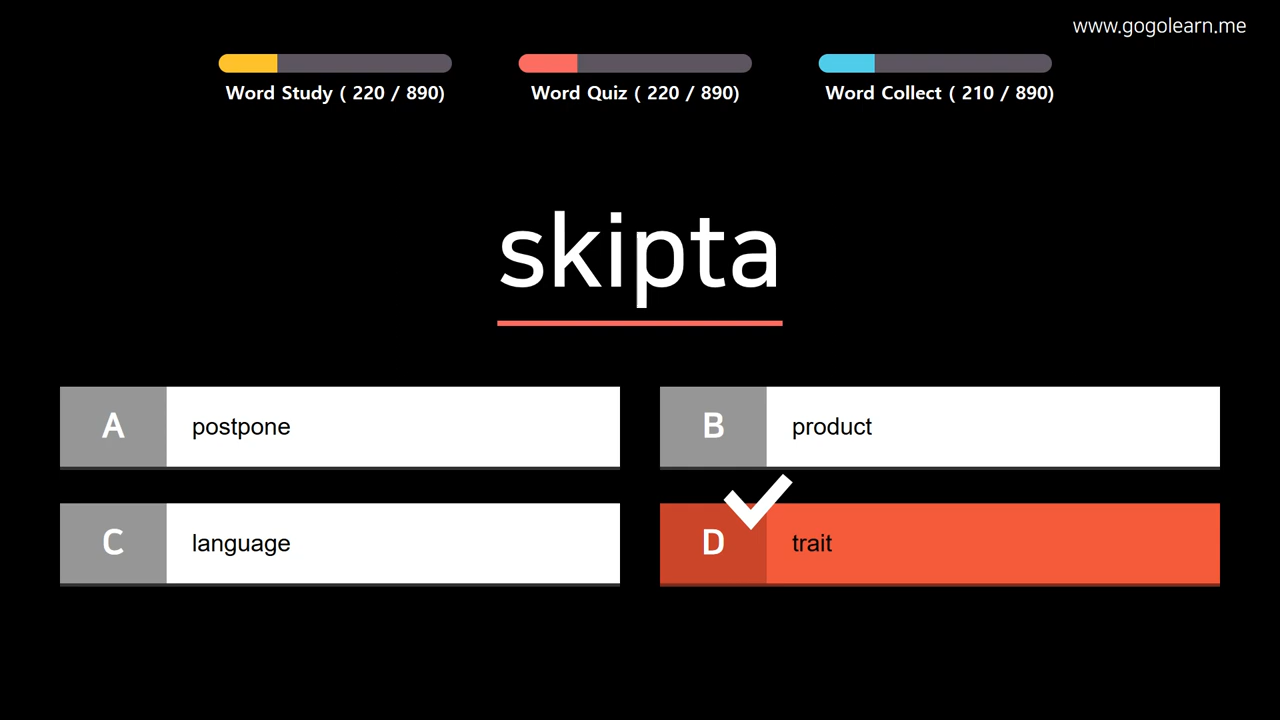 www.gogolearn.me
Word Study ( 220 / 890)
Word Quiz ( 220 / 890)
Word Collect ( 210 / 890)
skipta
A postpone
B product
C language
D trait